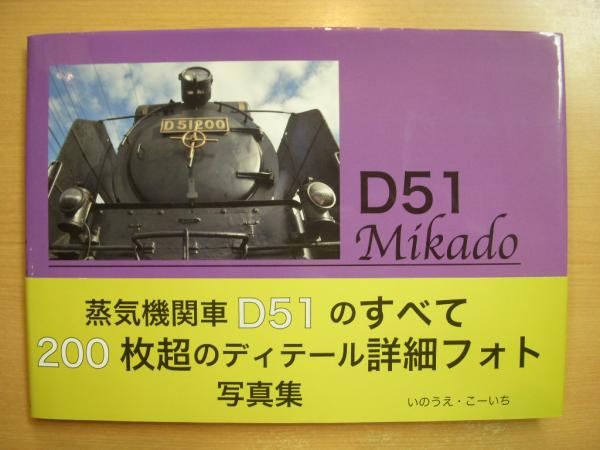 D51200
D51
Mikado
蒸気機関車 D51 のすべて
200 枚超のディテール詳細フォト
写真集
いのうえ・こーいち